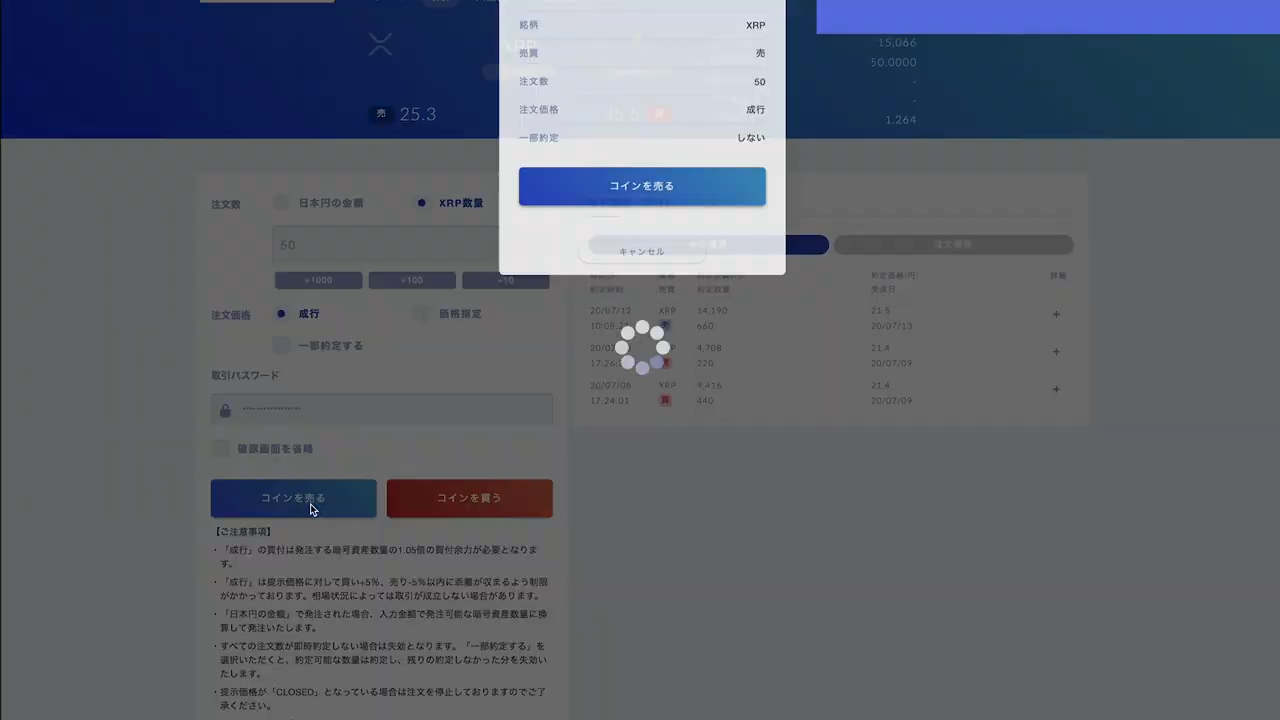 15,066
50.0000
1,264
売 25.3
銘柄 XRP
売買 売
注文数 50
注文価格 成行
一部約定 しない
コインを売る
キャンセル
注文数 日本円の金額 XRP数量
50
+1000 +100
注文価格 成行 価格指定
一部約定する
取引パスワード
確認画面を省略
コインを売る コインを買う
【ご注意事項】
・「成行」の買付は発注する暗号資産数量の1.05倍の買付余力が必要となりま
す。
・「成行」は提示価格に対して買い+5%、売り-5%以内に乖離が収まるよう制限
がかかっております。相場状況によっては取引が成立しない場合があります。
・「日本円の金額」で発注された場合、入力金額で発注可能な暗号資産数量に換
算して発注いたします。
・すべての注文数が即時約定しない場合は失効となります。「一部約定する」を
選択いただくと、約定可能な数量は約定し、残りの約定しなかった分を失効い
たします。
・提示価格が「CLOSED」となっている場合は注文を停止しておりますのでご了
承ください。
約定価格(円) 詳細
約定数量 受渡日
20/07/12 XRP 14,190 21.5 +
売 660 20/07/13
4,708 21.4 +
220 20/07/09
20/07/06 XRP 9,416 21.4 +
17:24:01 買 440 20/07/09